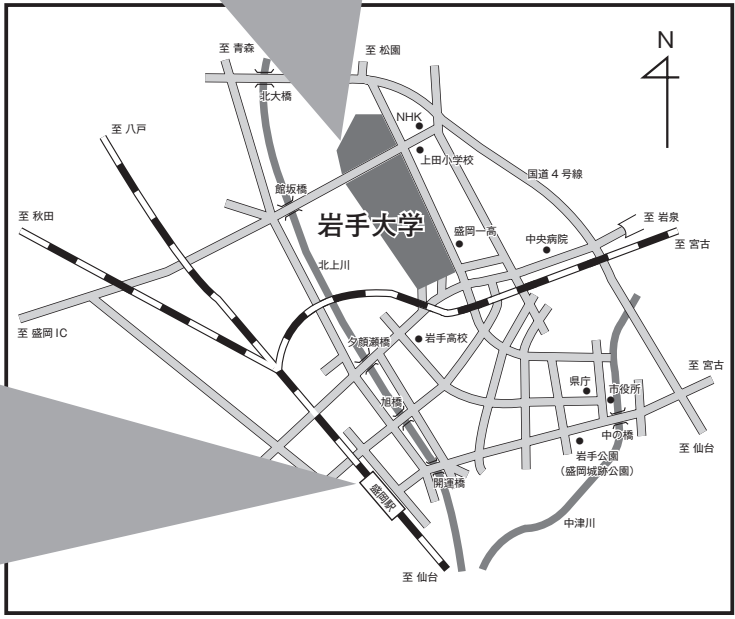 N
至 青森
至 松園
北大橋
NHK
至 八戸
上田小学校
国道４号線
館坂橋
至 秋田
岩手大学
至 岩泉
盛岡一高
中央病院
至 宮古
北上川
至 盛岡IC
夕顔瀬橋
岩手高校
至 宮古
県庁
市役所
旭橋
中の橋
至 仙台
岩手公園
（盛岡城跡公園）
開運橋
盛岡駅
中津川
至 仙台